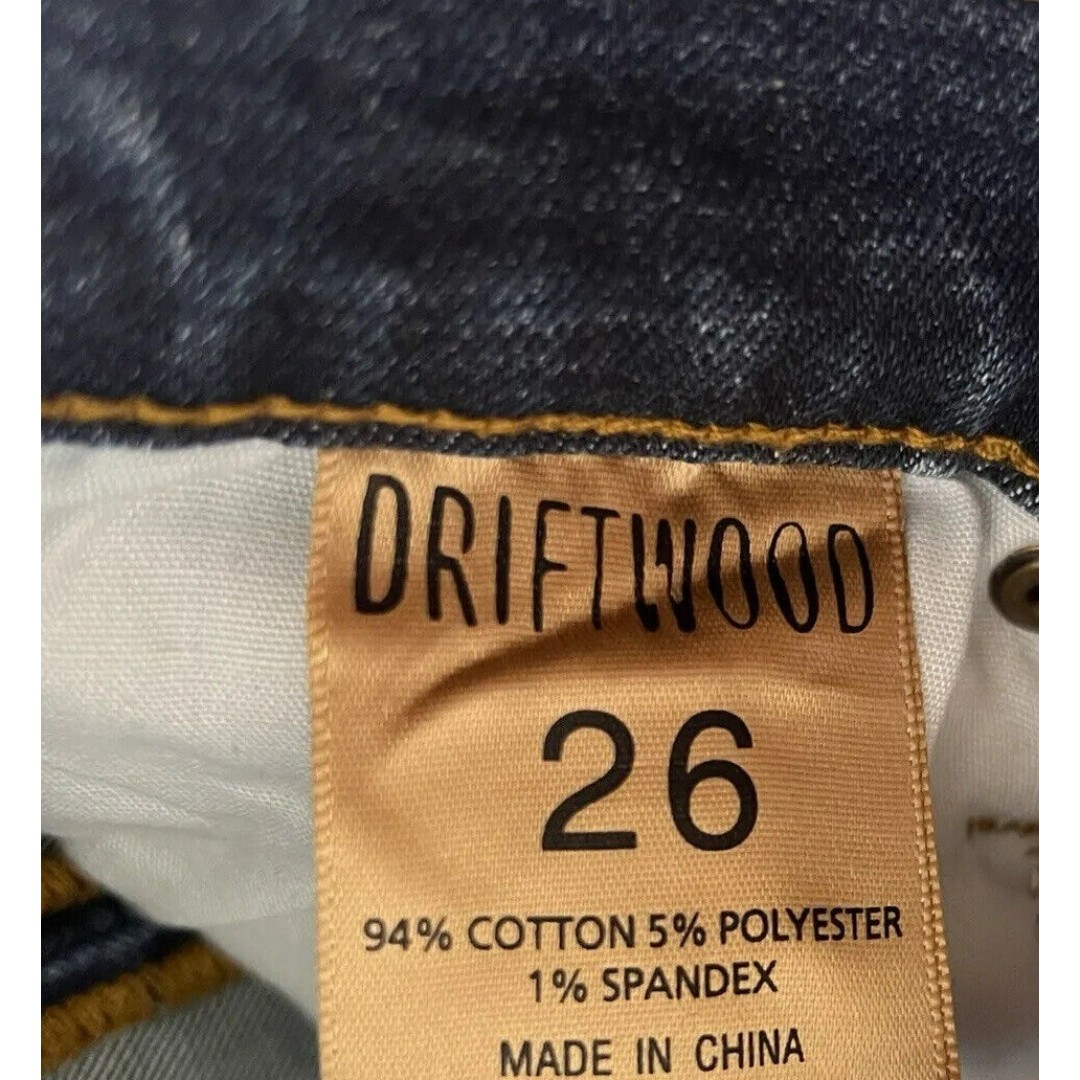 DRIFTWOOD
26
94% COTTON 5% POLYESTER
1% SPANDEX
MADE IN CHINA